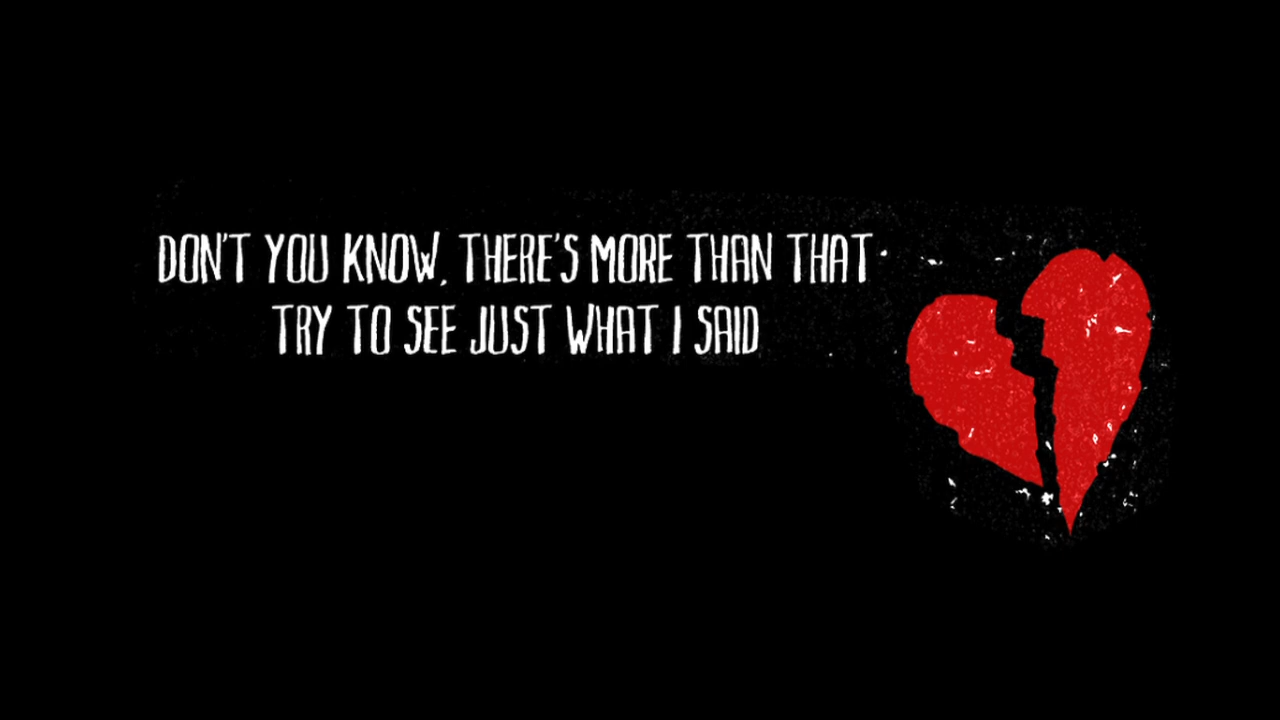 DON'T YOU KNOW, THERE'S MORE THAN THAT
TRY TO SEE JUST WHAT I SAID